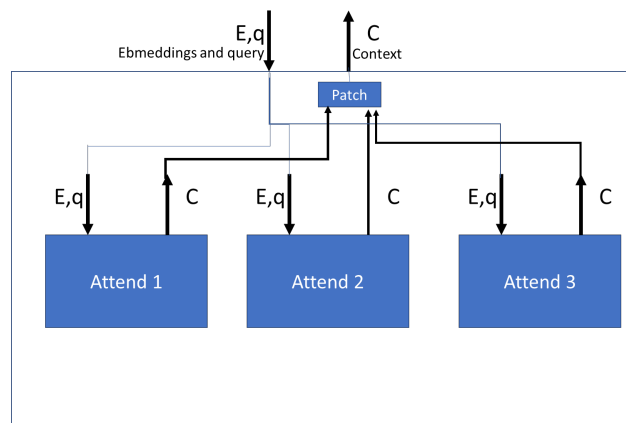 E,q
Ebmeddings and query
C
Context
Patch
E,q
C
E,q
C
E,q
C
Attend 1
Attend 2
Attend 3